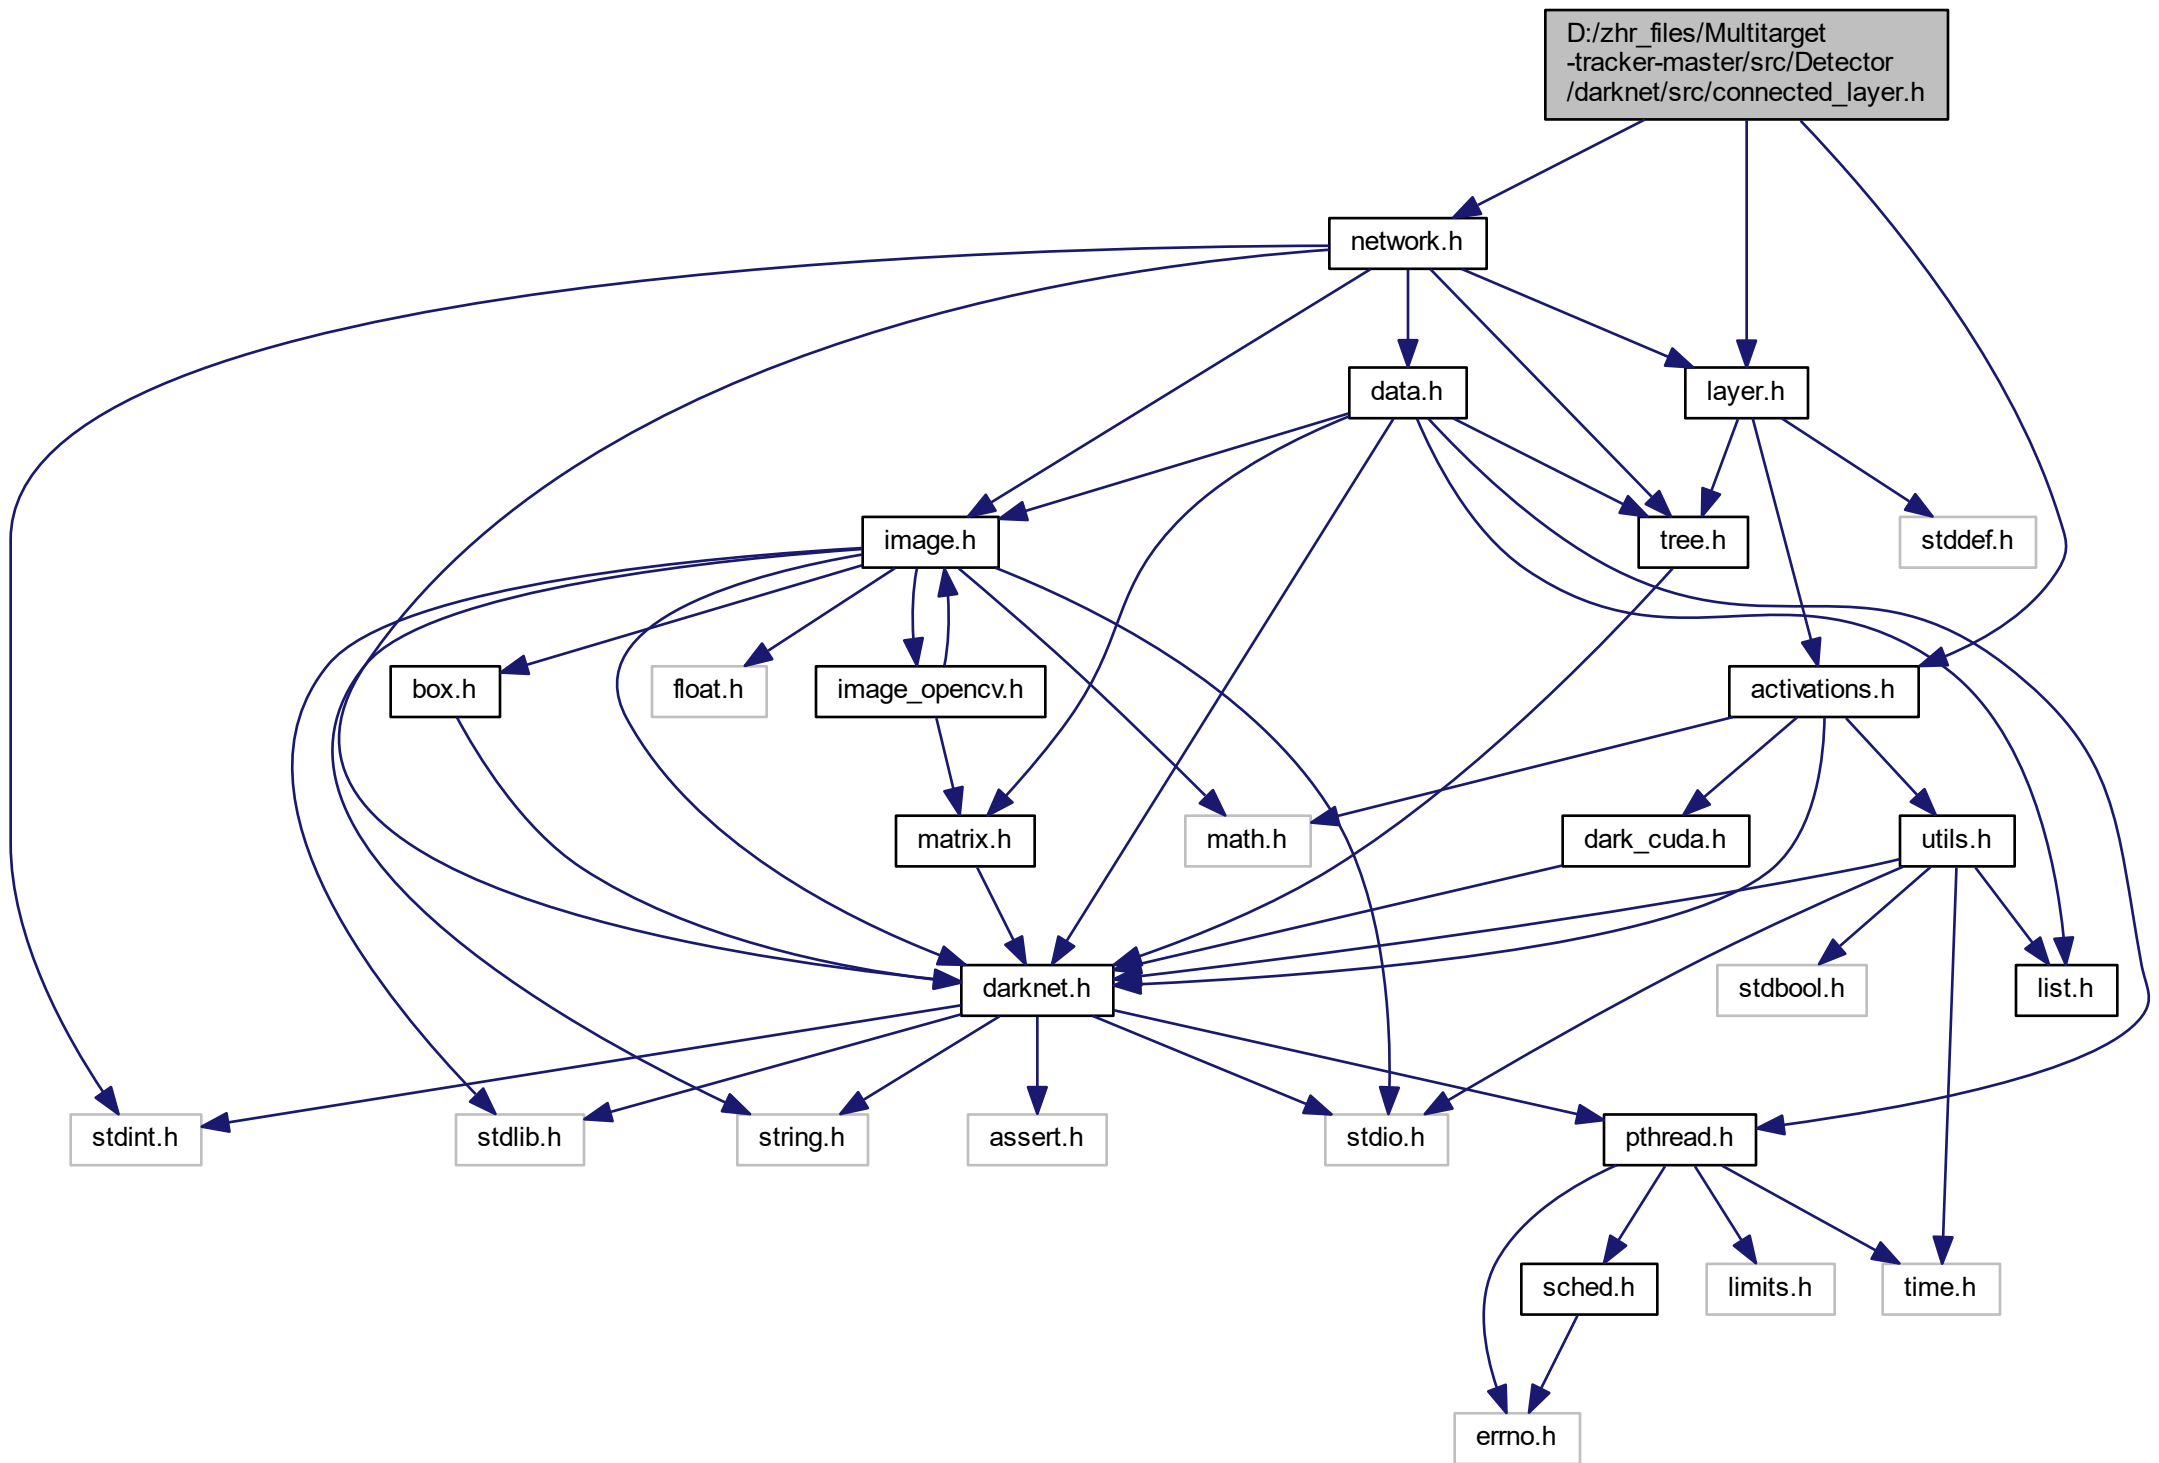 D:/zhr_files/Multitarget
-tracker-master/src/Detector
/darknet/src/connected_layer.h
network.h
data.h
layer.h
image.h
tree.h
stddef.h
box.h
float.h
image_opencv.h
activations.h
matrix.h
math.h
dark_cuda.h
utils.h
darknet.h
stdbool.h
list.h
stdint.h
stdlib.h
string.h
assert.h
stdio.h
pthread.h
sched.h
limits.h
time.h
errno.h